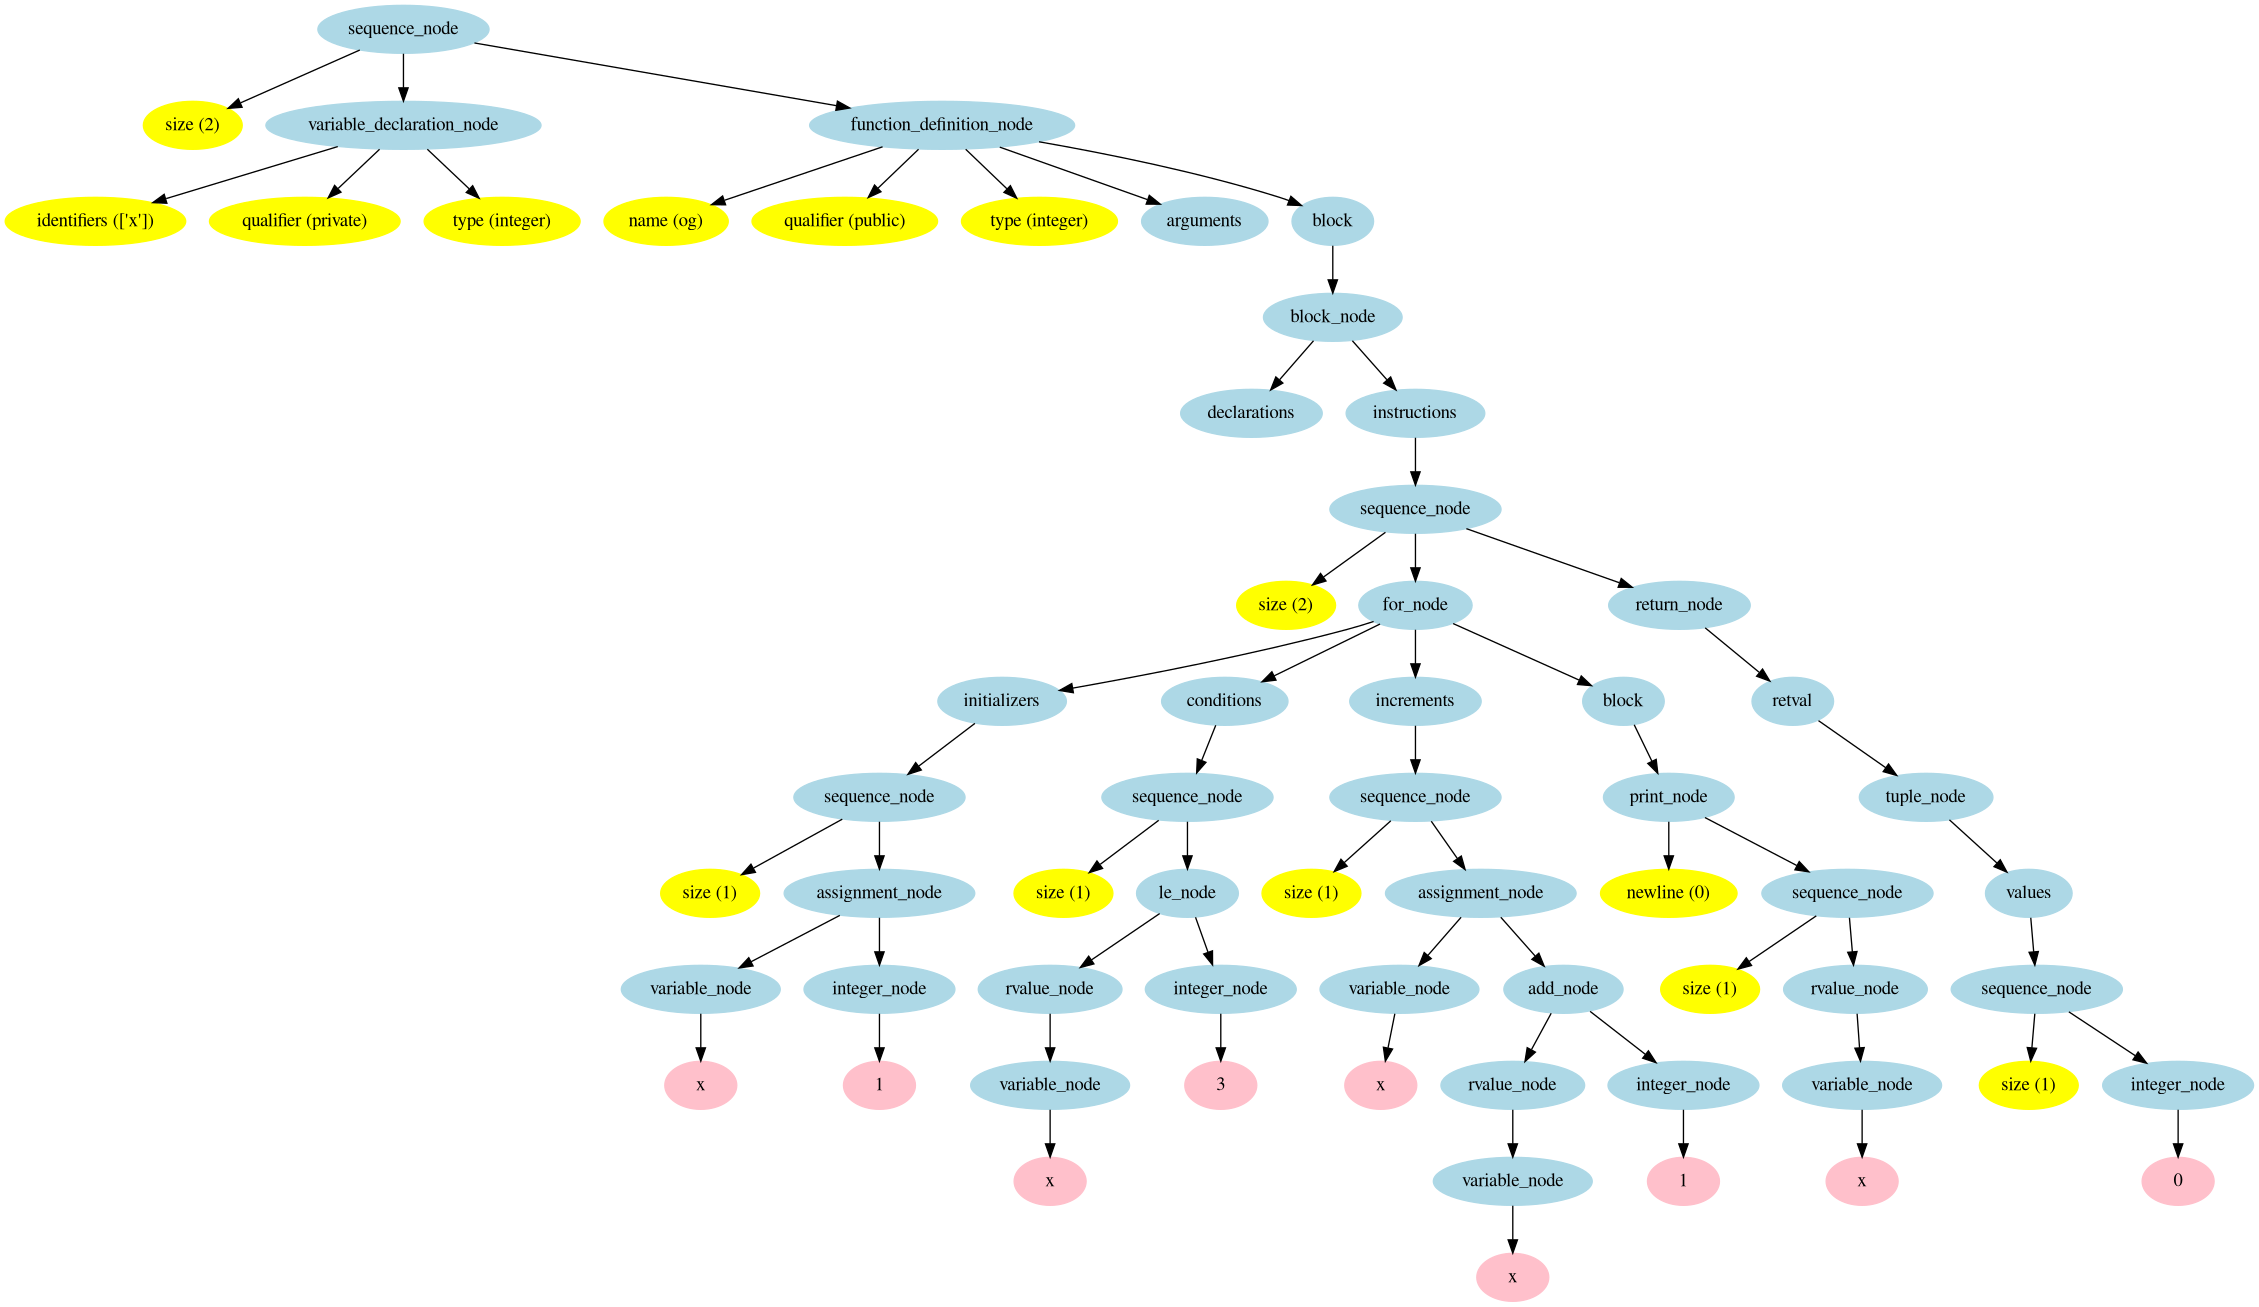 sequence_node
size (2)
variable_declaration_node
function_definition_node
identifiers (['x'])
qualifier (private)
type (integer)
name (og)
qualifier (public)
type (integer)
arguments
block
block_node
declarations
instructions
sequence_node
size (2)
for_node
return_node
initializers
conditions
increments
block
retval
sequence_node
sequence_node
sequence_node
print_node
tuple_node
size (1)
assignment_node
size (1)
le_node
size (1)
assignment_node
newline (0)
sequence_node
values
variable_node
integer_node
rvalue_node
integer_node
variable_node
add_node
size (1)
rvalue_node
sequence_node
x
1
variable_node
3
x
rvalue_node
integer_node
variable_node
size (1)
integer_node
x
variable_node
1
x
0
x